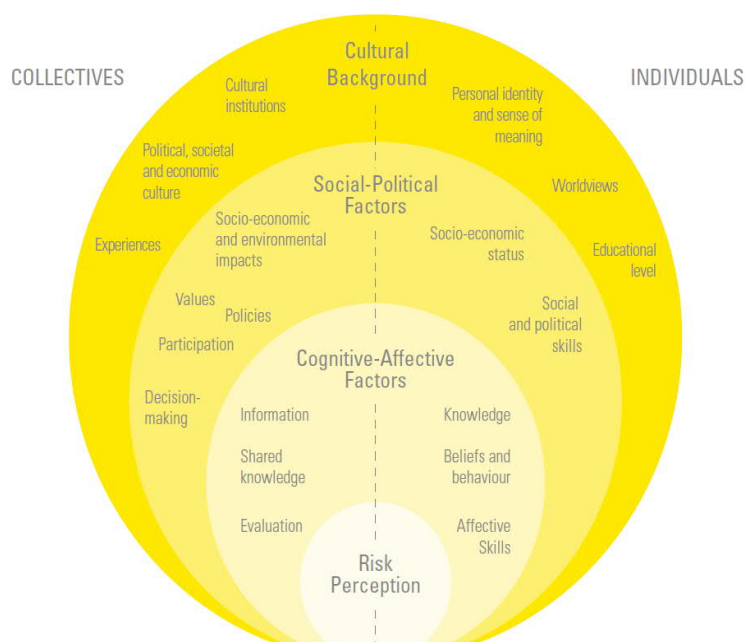 COLLECTIVES
INDIVIDUALS
Cultural
Background
Cultural
institutions
Personal identity
and sense of
meaning
Political, societal
and economic
culture
Worldviews
Experiences
Educational
level
Social-Political
Factors
Socio-economic
and environmental
impacts
Socio-economic
status
Values
Policies
Participation
Social
and political
skills
Decision-
making
Cognitive-Affective
Factors
Information
Knowledge
Shared
knowledge
Beliefs and
behaviour
Evaluation
Affective
Skills
Risk
Perception